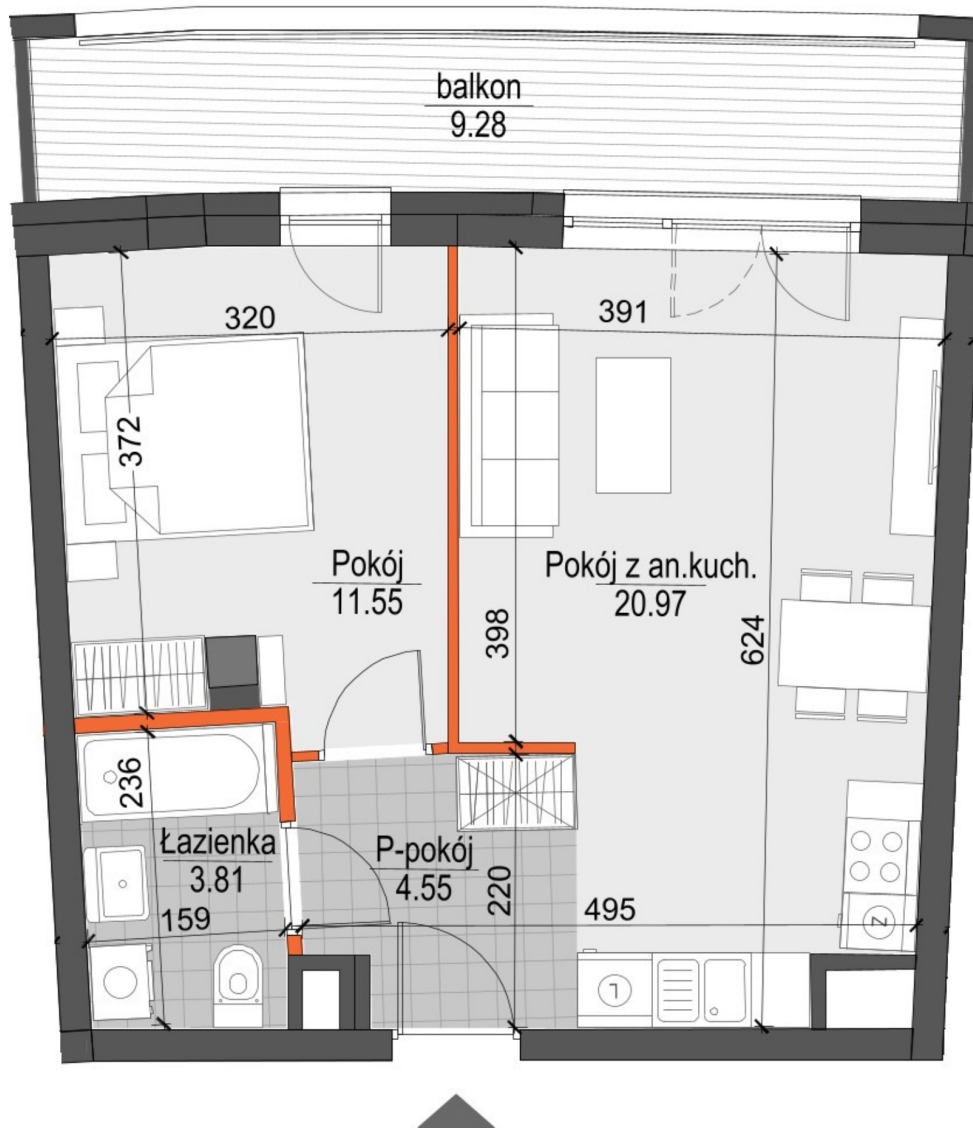 balkon
9.28
320
391
372
Pokój
11.55
Pokój z an.kuch.
20.97
398
624
236
Łazienka
3.81
P-pokój
4.55
220
159
495
Z
L